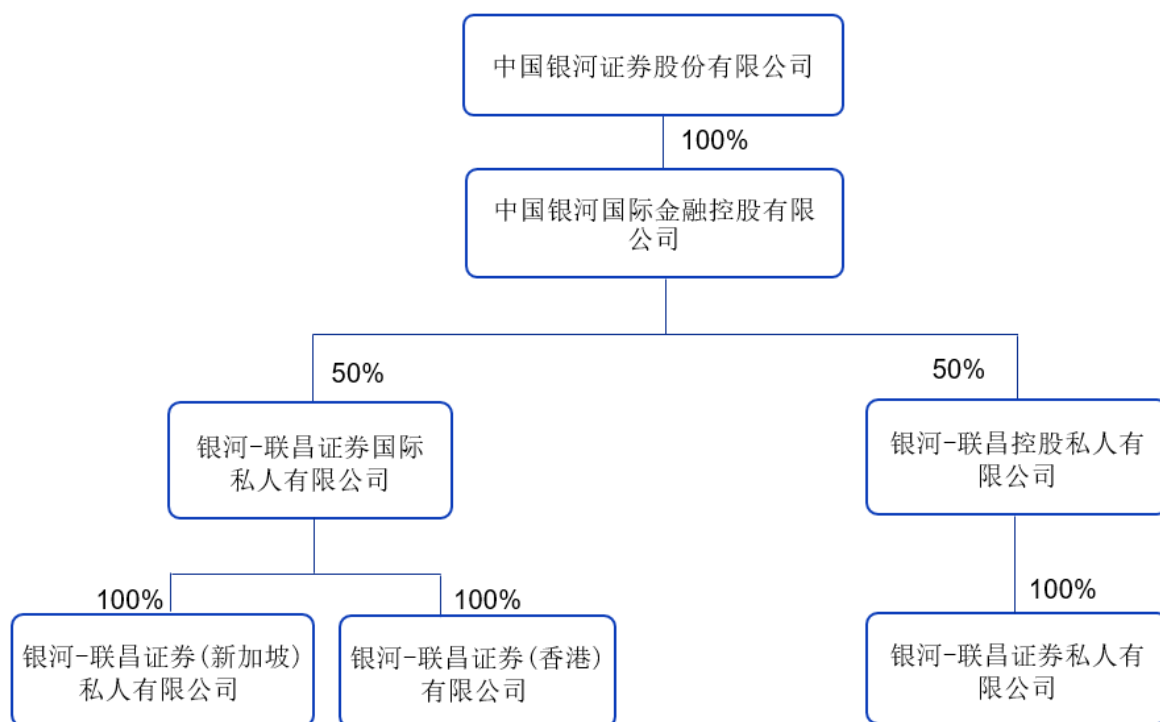 中国银河证券股份有限公司
100%
中国银河国际金融控股有限
公司
50%
50%
银河-联昌证券国际
私人有限公司
银河-联昌控股私人有
限公司
100%
100%
100%
银河-联昌证券(新加坡)
私人有限公司
银河-联昌证券(香港)
有限公司
银河-联昌证券私人有
限公司